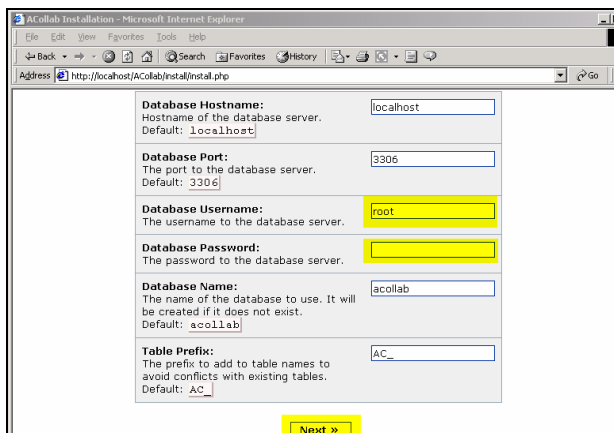 ACollab Installation - Microsoft Internet Explorer
File Edit View Favorites Tools Help
Back Search Favorites History
Address http://localhost/ACollab/install/install.php Go
Database Hostname:
Hostname of the database server.
Default: localhost
localhost
Database Port:
The port to the database server.
Default: 3306
3306
Database Username:
The username to the database server.
root
Database Password:
The password to the database server.
Database Name:
The name of the database to use. It will
be created if it does not exist.
Default: acollab
acollab
Table Prefix:
The prefix to add to table names to
avoid conflicts with existing tables.
Default: AC_
AC_
Next »